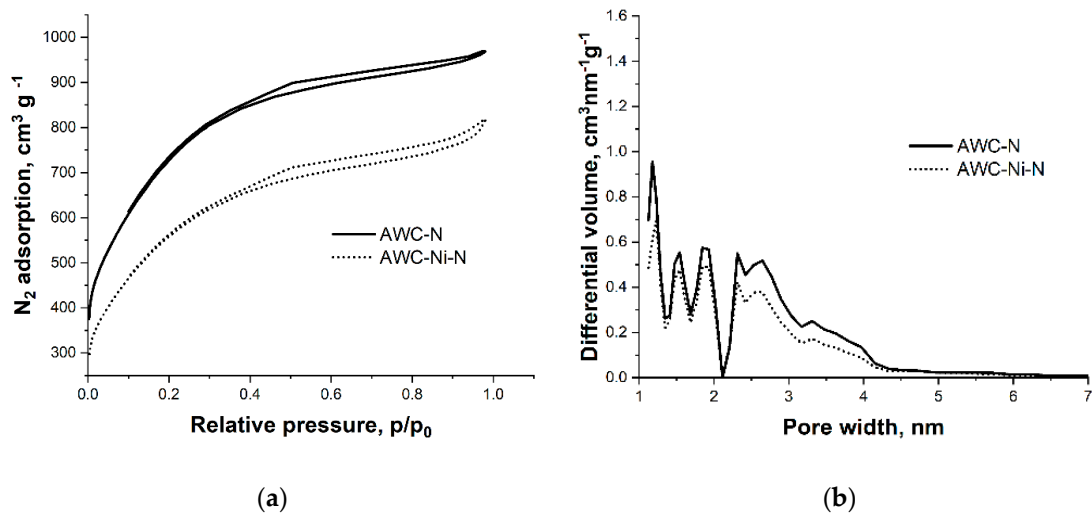 1000
900
800
700
600
500
400
300
N₂ adsorption, cm³ g⁻¹
AWC-N
AWC-Ni-N
0.0 0.2 0.4 0.6 0.8 1.0
Relative pressure, p/p₀
(a)
1.6
1.4
1.2
1.0
0.8
0.6
0.4
0.2
0.0
Differential volume, cm³nm⁻¹g⁻¹
AWC-N
AWC-Ni-N
1 2 3 4 5 6 7
Pore width, nm
(b)